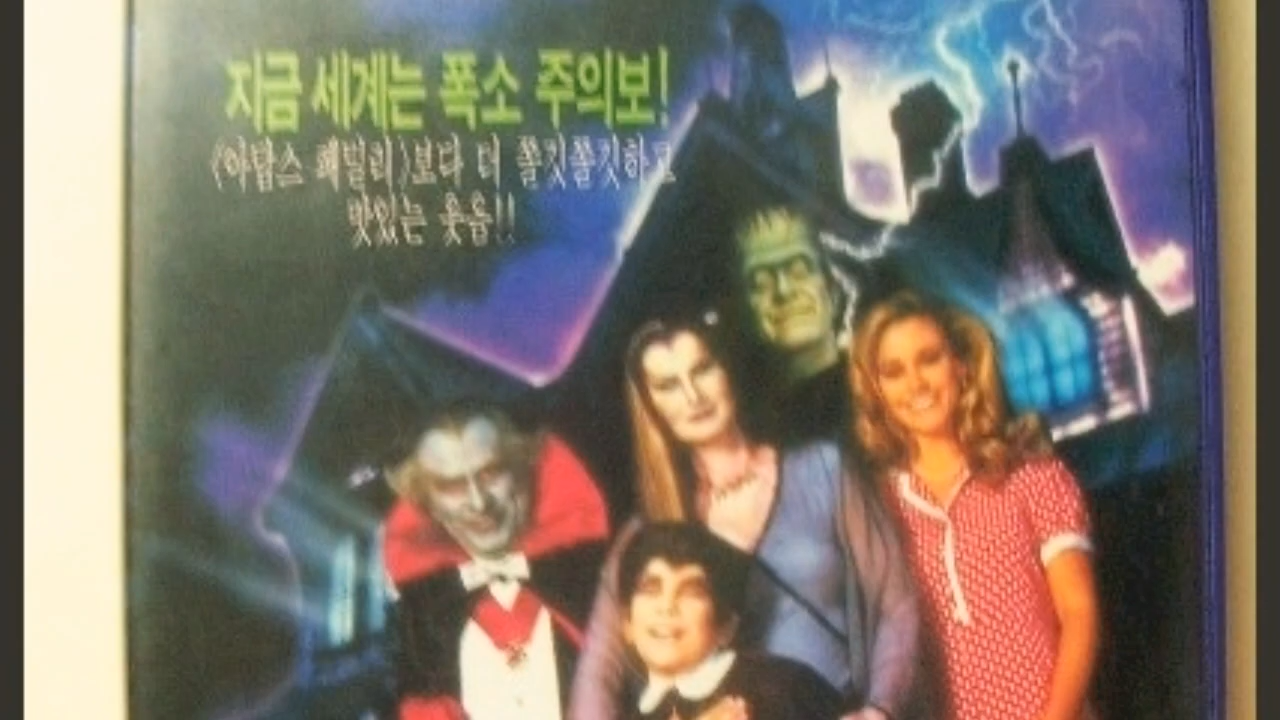 지금 세계는 폭소 주의보!
〈아담스 패밀리〉보다 더 쫄깃쫄깃하고
맛있는 웃음!!